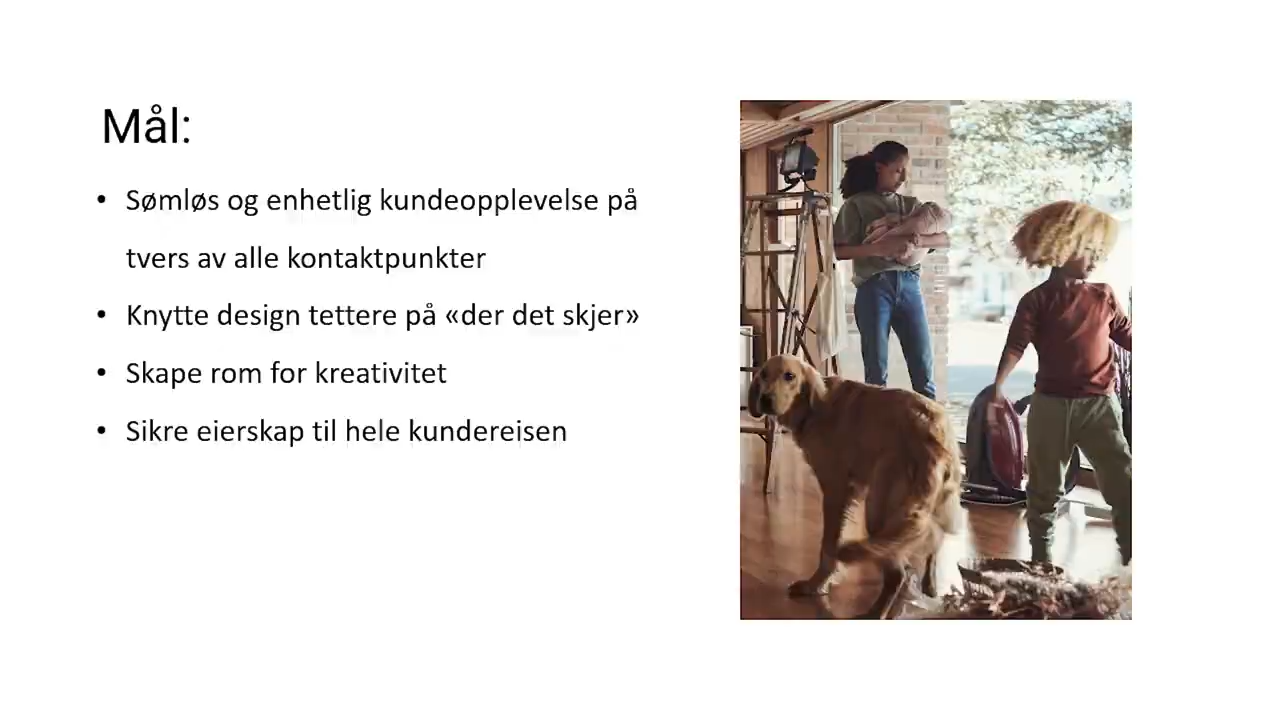 Mål:
• Sømløs og enhetlig kundeopplevelse på
tvers av alle kontaktpunkter
• Knytte design tettere på «der det skjer»
• Skape rom for kreativitet
• Sikre eierskap til hele kundereisen